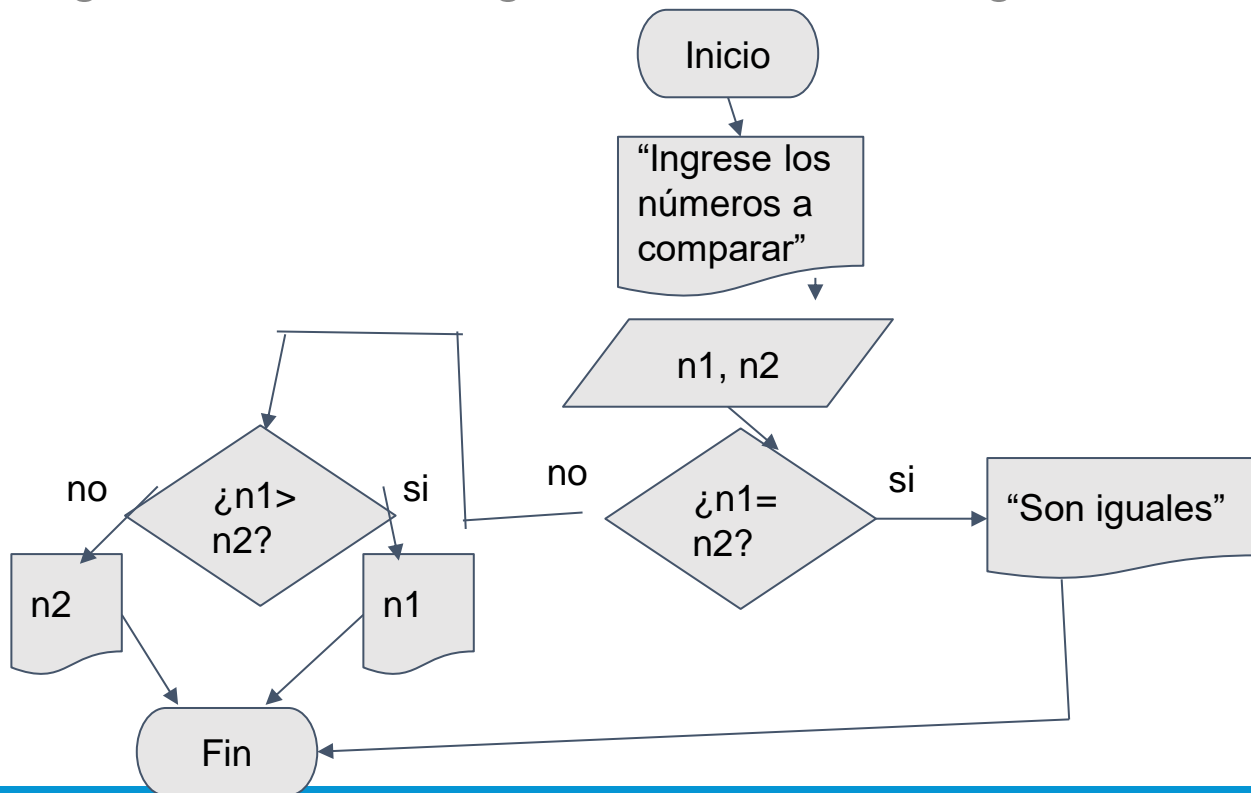 Inicio
“Ingrese los
números a
comparar”
n1, n2
¿n1=
n2?
si
“Son iguales”
no
¿n1>
n2?
si
n1
no
n2
Fin